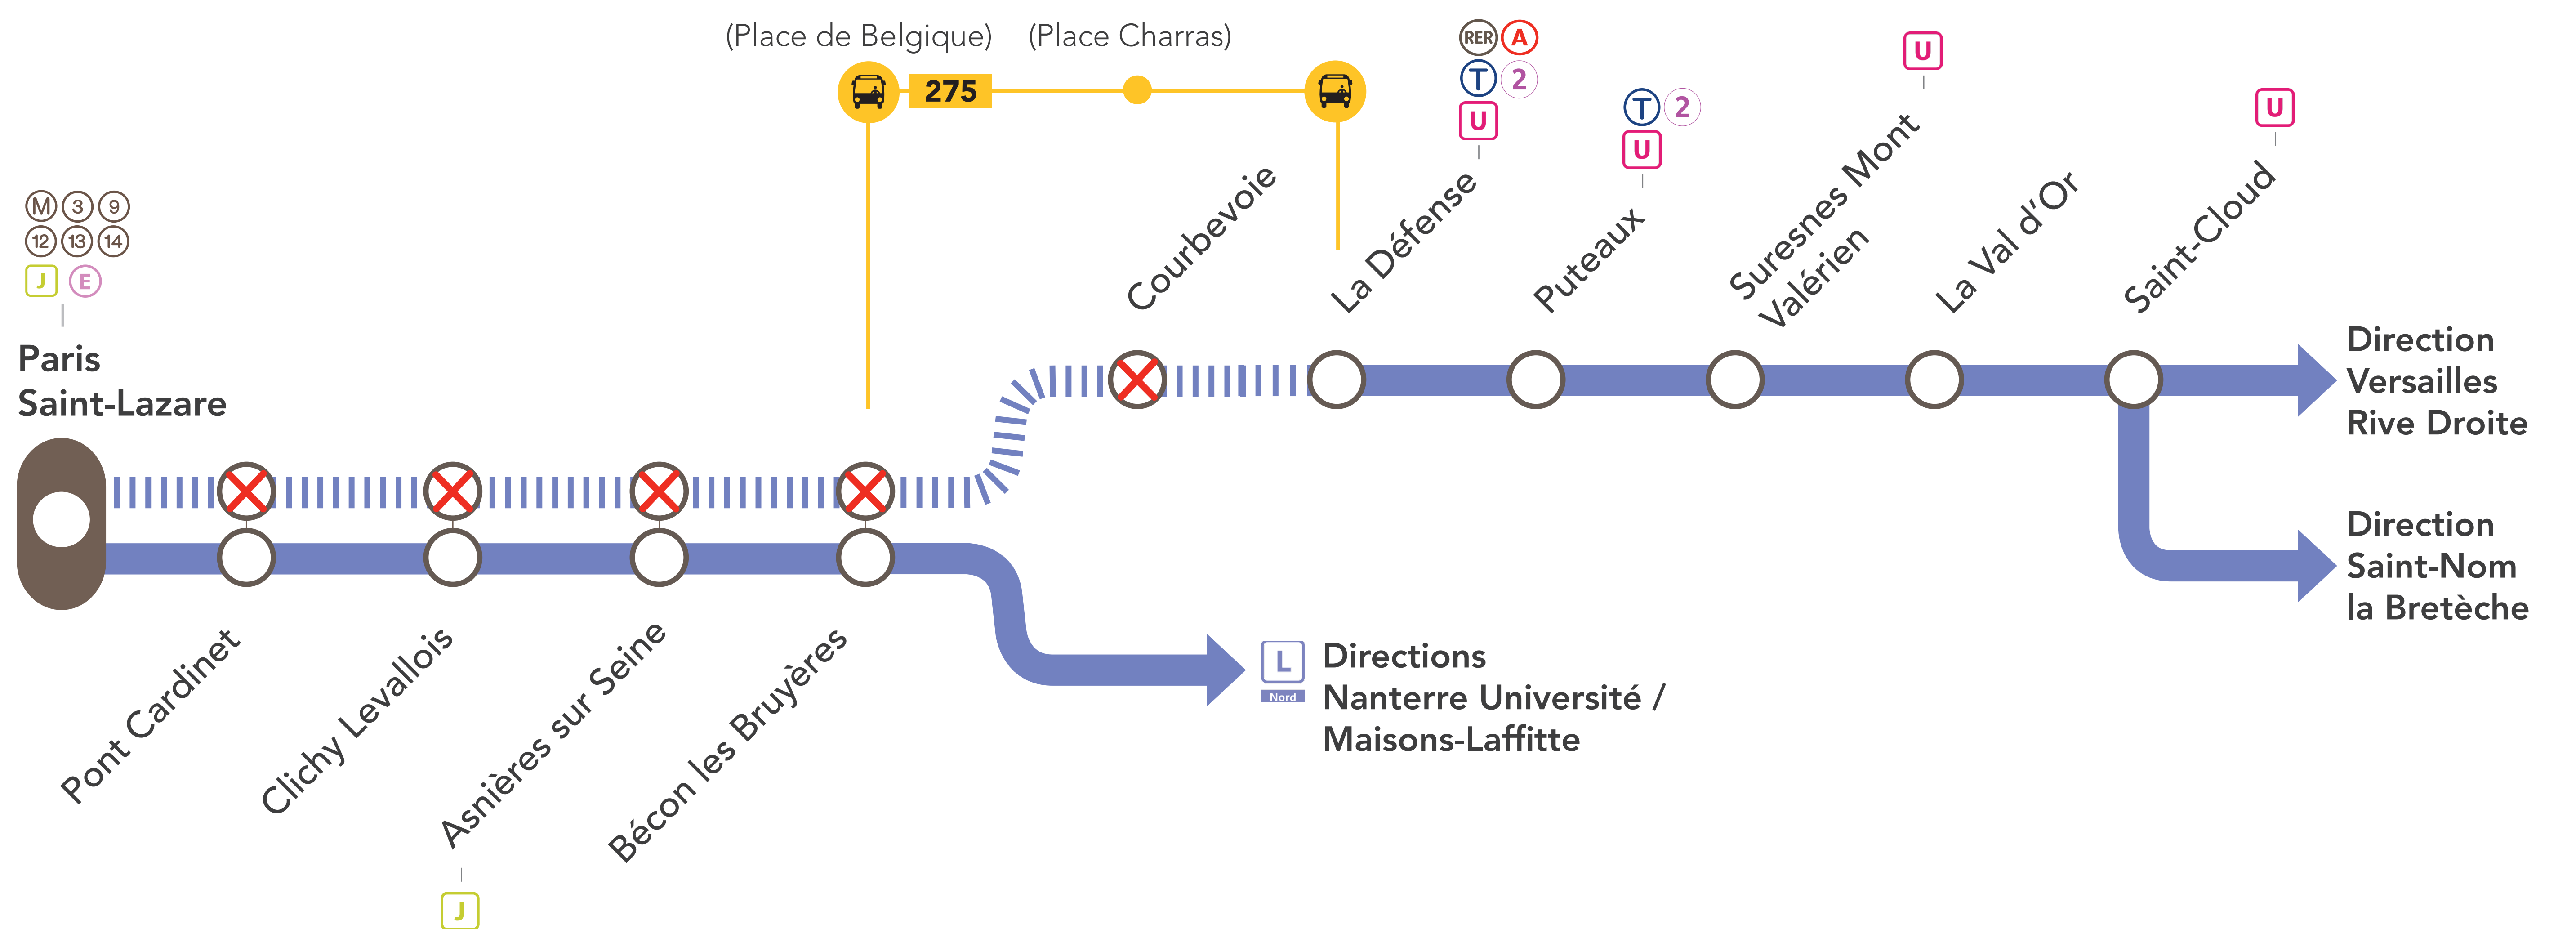 (Place de Belgique)
(Place Charras)
275
RER A
T 2
U
T 2
U
U
U
M 3 9
12 13 14
J E
Paris
Saint-Lazare
Courbevoie
La Défense
Puteaux
Suresnes Mont
Valérien
La Val d'Or
Saint-Cloud
Direction
Versailles
Rive Droite
Direction
Saint-Nom
la Bretèche
Pont Cardinet
Clichy Levallois
Asnières sur Seine
Bécon les Bruyères
J
L
Nord
Directions
Nanterre Université /
Maisons-Laffitte